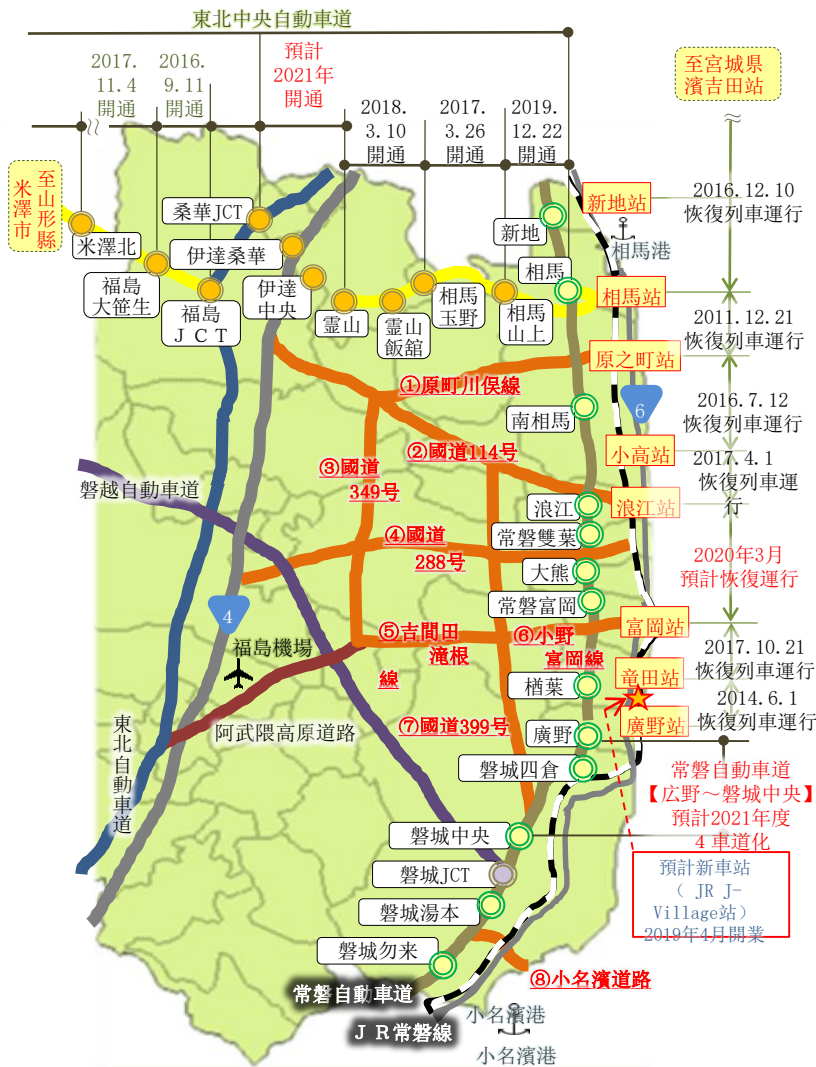 東北中央自動車道
2017.
11.4
開通
2016.
9.11
開通
預計
2021年
開通
2018.
3.10
開通
2017.
3.26
開通
2019.
12.22
開通
至宮城県
濱吉田站
至山形縣
米澤市
米澤北
福島
大笹生
福島
ＪＣＴ
桑華JCT
伊達桑華
伊達
中央
霊山
霊山
飯舘
相馬
玉野
相馬
山上
新地
相馬
新地站
相馬港
2016.12.10
恢復列車運行
相馬站
2011.12.21
恢復列車運行
原之町站
①原町川俣線
南相馬
6
2016.7.12
恢復列車運行
小高站
②國道114号
③國道
349号
磐越自動車道
2017.4.1
恢復列車運
行
浪江
浪江站
常磐雙葉
④國道
288号
大熊
2020年3月
預計恢復運行
常磐富岡
4
富岡站
⑤吉間田
滝根
線
⑥小野
富岡線
福島機場
2017.10.21
恢復列車運行
竜田站
楢葉
2014.6.1
恢復列車運行
廣野站
阿武隈高原道路
⑦國道399号
廣野
東北自動車道
磐城四倉
常磐自動車道
【広野～磐城中央】
預計2021年度
４車道化
磐城中央
磐城JCT
預計新車站
（ JR J-
Village站）
2019年4月開業
磐城湯本
磐城勿来
⑧小名濱道路
常磐自動車道
ＪＲ常磐線
小名濱港
小名濱港